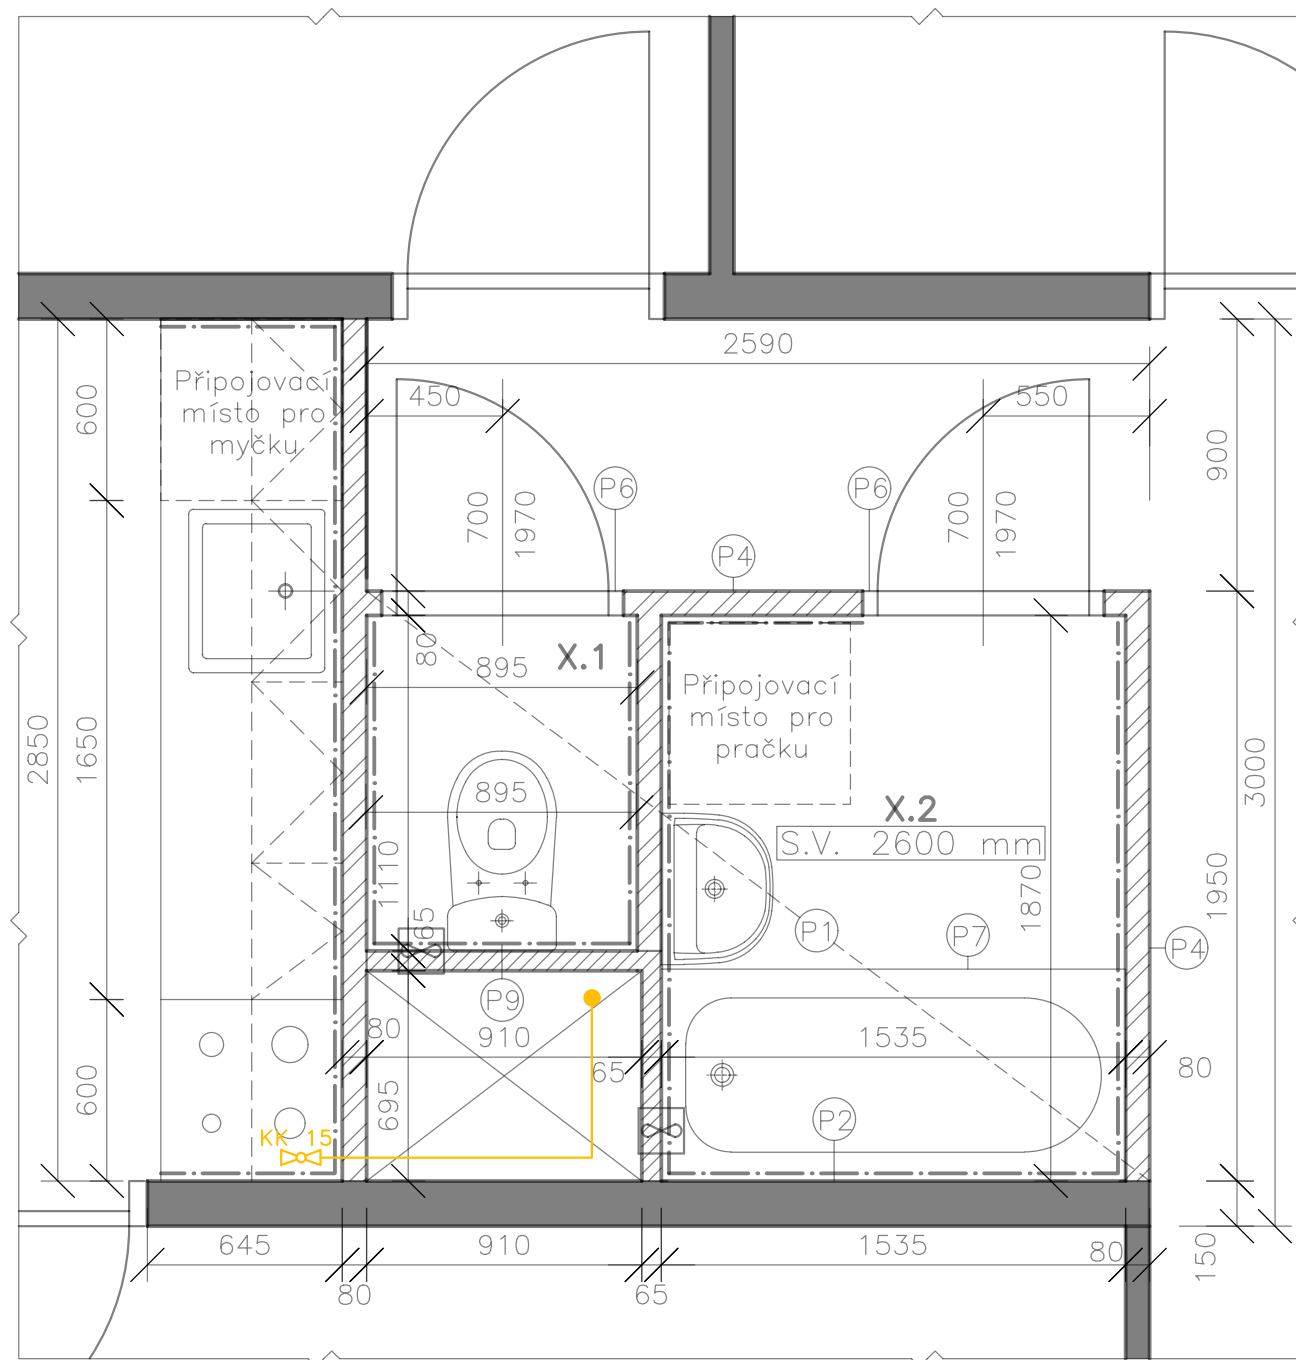 2590
Připojovací
místo pro
myčku
450
550
600
900
P6
P6
700
1970
700
1970
P4
80
895
X.1
Připojovací
místo pro
pračku
2850
1650
3000
895
X.2
S.V. 2600 mm
1110
65
1870
1950
P1
P7
P4
P9
80
910
1535
65
80
600
695
P2
KK 15
645
910
1535
80
150
80
65